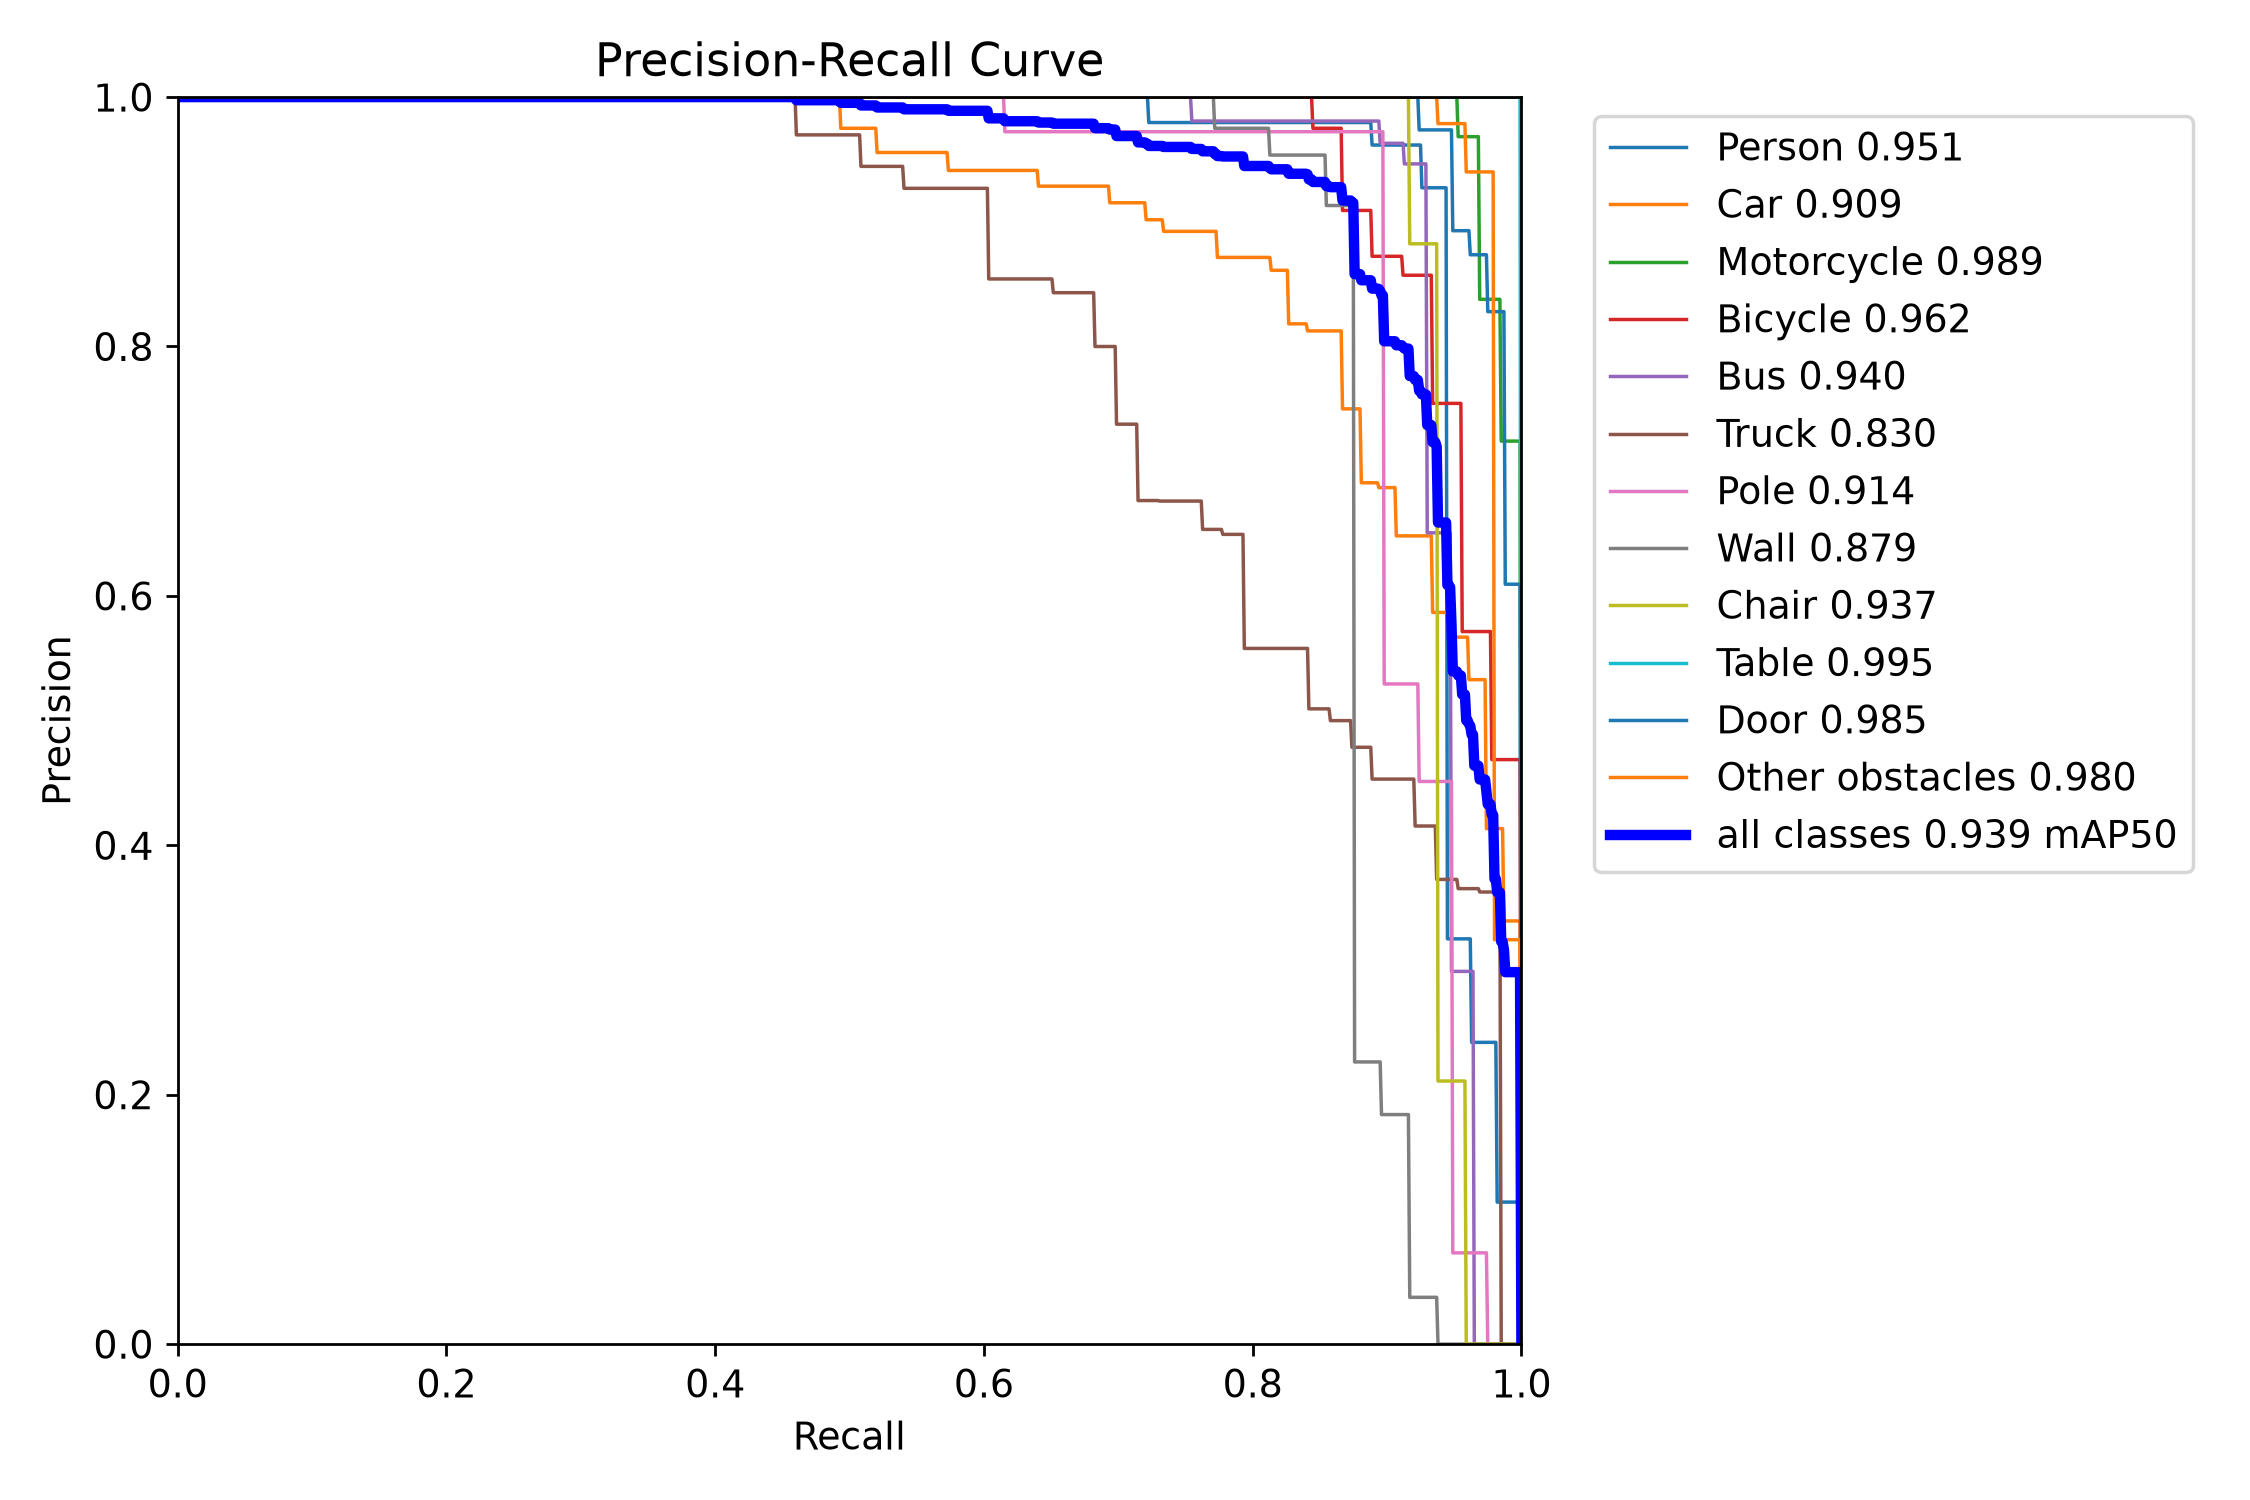 Precision-Recall Curve
1.0
0.8
0.6
0.4
0.2
0.0
Precision
0.0 0.2 0.4 0.6 0.8 1.0
Recall
Person 0.951
Car 0.909
Motorcycle 0.989
Bicycle 0.962
Bus 0.940
Truck 0.830
Pole 0.914
Wall 0.879
Chair 0.937
Table 0.995
Door 0.985
Other obstacles 0.980
all classes 0.939 mAP50